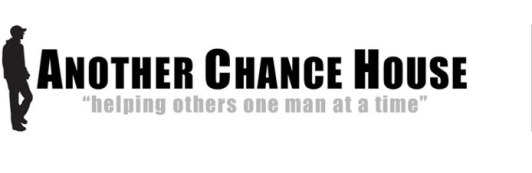 ANOTHER CHANCE HOUSE
“helping others one man at a time”